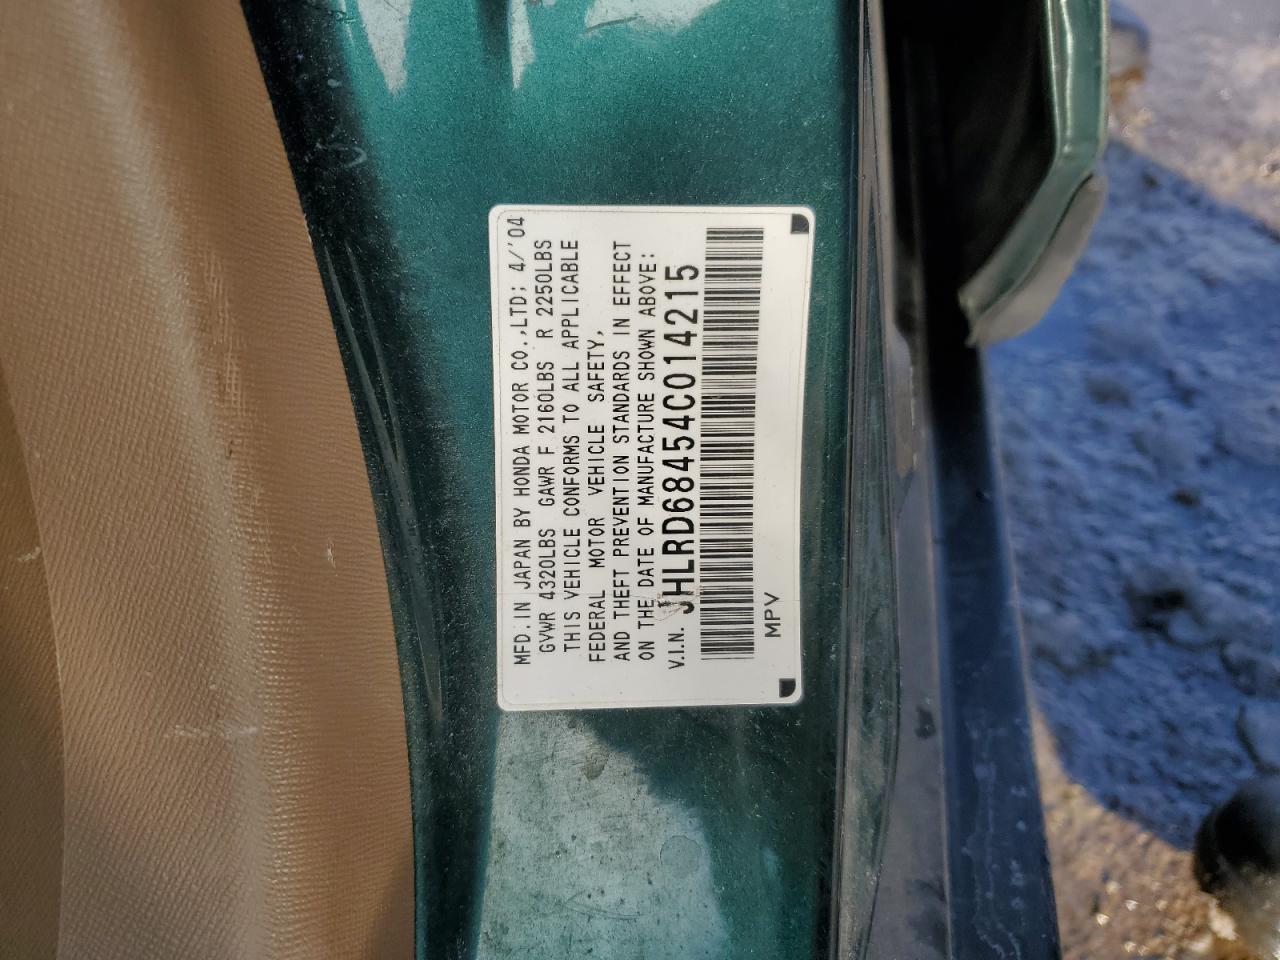 MFD. IN JAPAN BY HONDA MOTOR CO.,LTD; 4/'04
GVWR 4320LBS GAWR F 2160LBS R 2250LBS
THIS VEHICLE CONFORMS TO ALL APPLICABLE
FEDERAL MOTOR VEHICLE SAFETY,
AND THEFT PREVENTION STANDARDS IN EFFECT
ON THE DATE OF MANUFACTURE SHOWN ABOVE:
V.I.N. JHLRD68454C014215
MPV